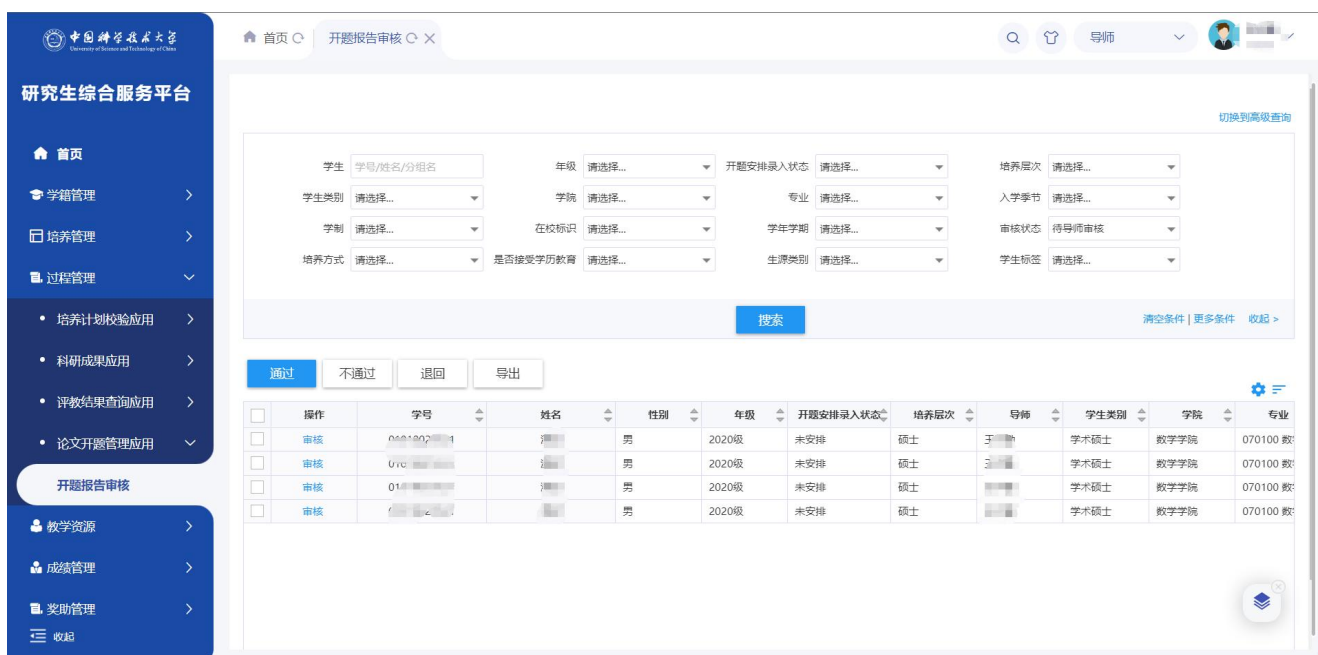 中国科学技术大学
University of Science and Technology of China
首页 开题报告审核 导师
研究生综合服务平台
首页
学籍管理
培养管理
过程管理
培养计划校验应用
科研成果应用
评教结果查询应用
论文开题管理应用
开题报告审核
教学资源
成绩管理
奖助管理
收起
切换到高级查询
学生 学号/姓名/分组名 年级 请选择... 开题安排录入状态 请选择... 培养层次 请选择...
学生类别 请选择... 学院 请选择... 专业 请选择... 入学季节 请选择...
学制 请选择... 在校标识 请选择... 学年学期 请选择... 审核状态 待导师审核
培养方式 请选择... 是否接受学历教育 请选择... 生源类别 请选择... 学生标签 请选择...
搜索 清空条件 | 更多条件 收起 >
通过 不通过 退回 导出
操作 学号 姓名 性别 年级 开题安排录入状态 培养层次 导师 学生类别 学院 专业
审核 男 2020级 未安排 硕士 学术硕士 数学学院 070100 数
审核 男 2020级 未安排 硕士 学术硕士 数学学院 070100 数
审核 男 2020级 未安排 硕士 学术硕士 数学学院 070100 数
审核 男 2020级 未安排 硕士 学术硕士 数学学院 070100 数